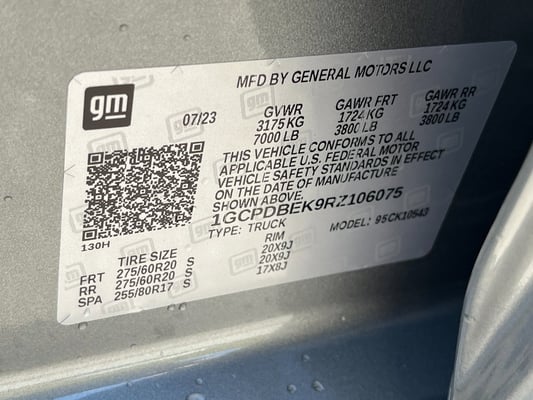 MFD BY GENERAL MOTORS LLC
gm
07/23 GVWR GAWR FRT GAWR RR
3175 KG 1724 KG 1724 KG
7000 LB 3800 LB 3800 LB
THIS VEHICLE CONFORMS TO ALL
APPLICABLE U.S. FEDERAL MOTOR
VEHICLE SAFETY STANDARDS IN EFFECT
ON THE DATE OF MANUFACTURE
SHOWN ABOVE.
1GCPDBEK9RZ106075
TYPE: TRUCK MODEL: 95CK10543
130H
TIRE SIZE RIM
FRT 275/60R20 S 20X9J
RR 275/60R20 S 20X9J
SPA 255/80R17 S 17X8J